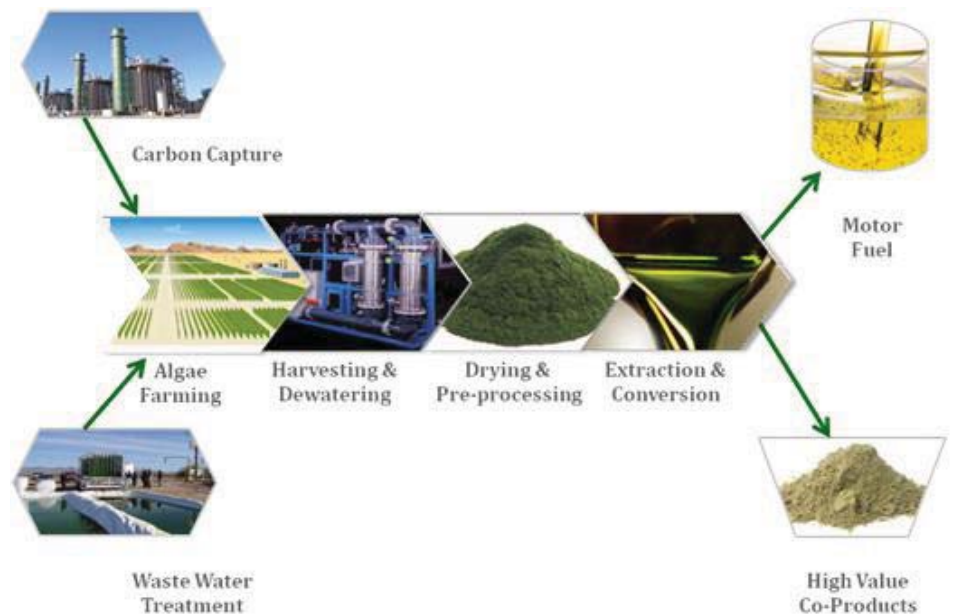 Carbon Capture
Motor
Fuel
Algae
Farming
Harvesting &
Dewatering
Drying &
Pre-processing
Extraction &
Conversion
Waste Water
Treatment
High Value
Co-Products